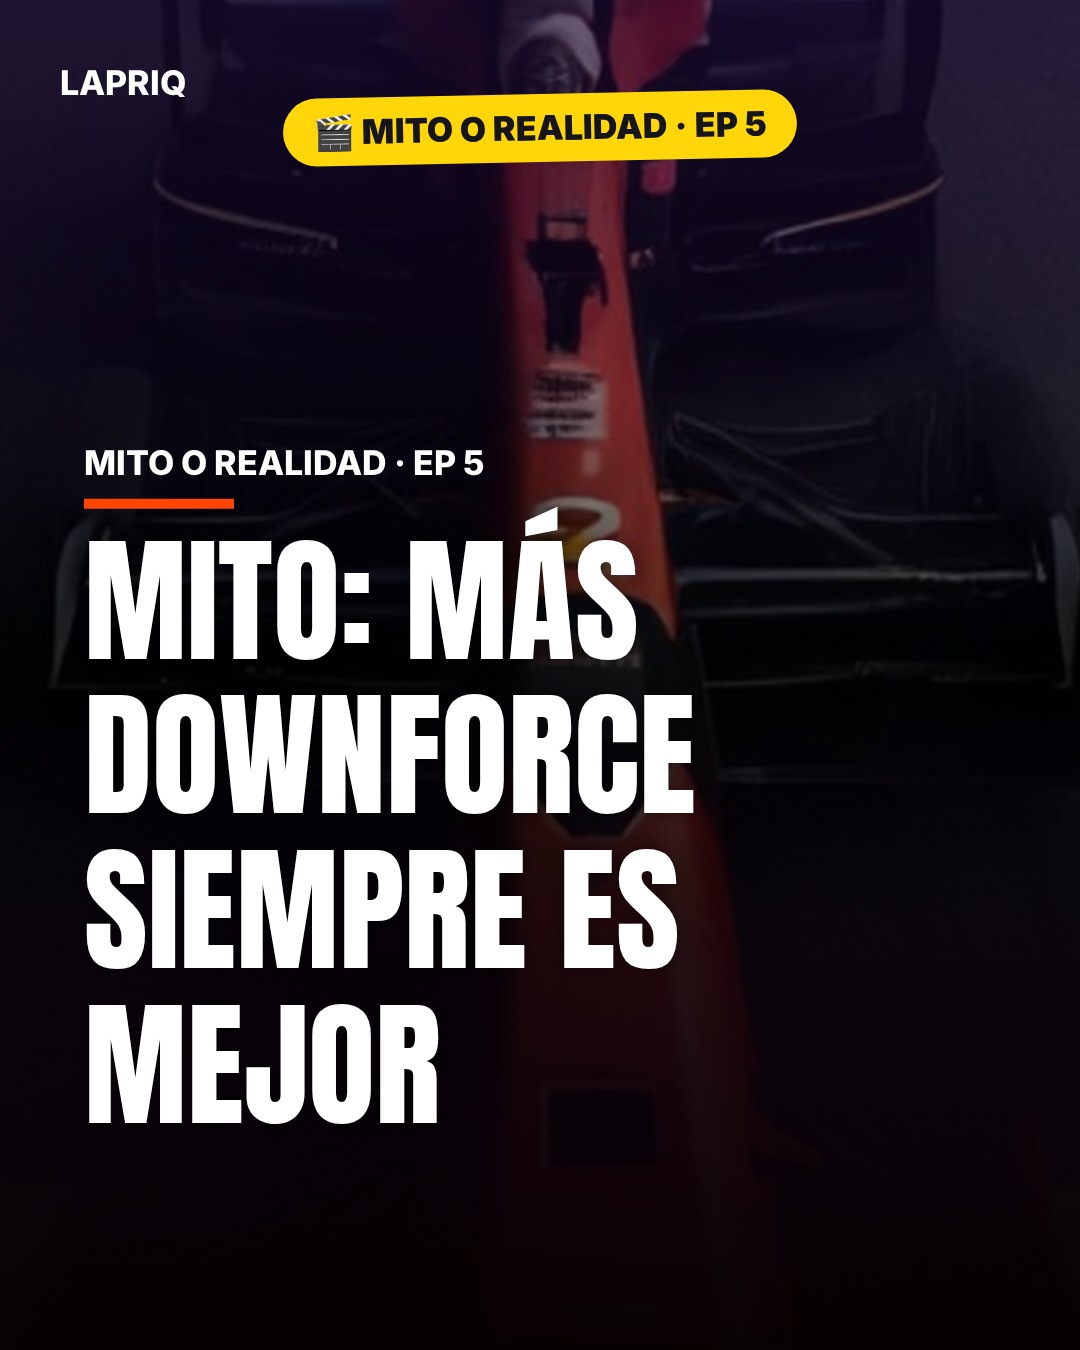 LAPRIQ
🎬 MITO O REALIDAD · EP 5
MITO O REALIDAD · EP 5
MITO: MÁS
DOWNFORCE
SIEMPRE ES
MEJOR